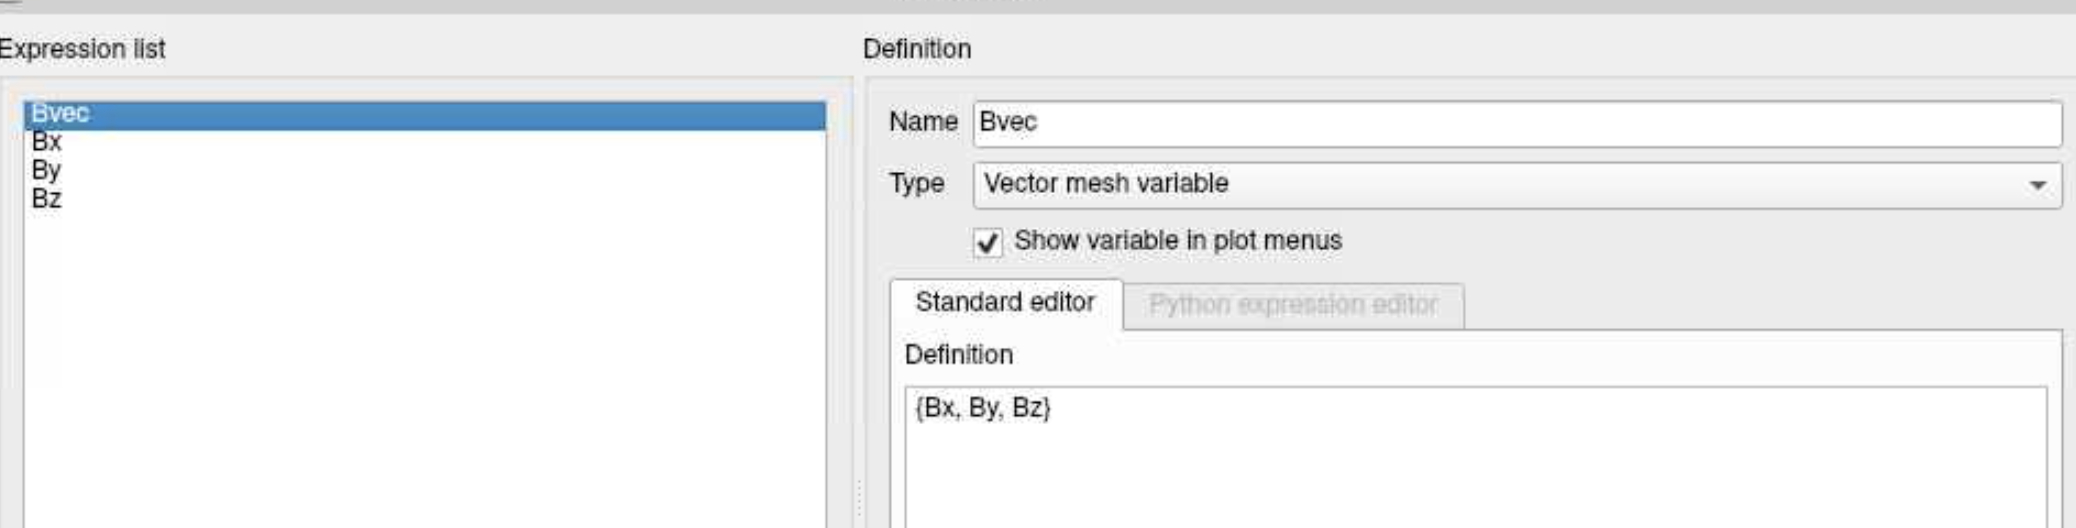 Expression list
Bvec
Bx
By
Bz
Definition
Name Bvec
Type Vector mesh variable
Show variable in plot menus
Standard editor Python expression editor
Definition
{Bx, By, Bz}